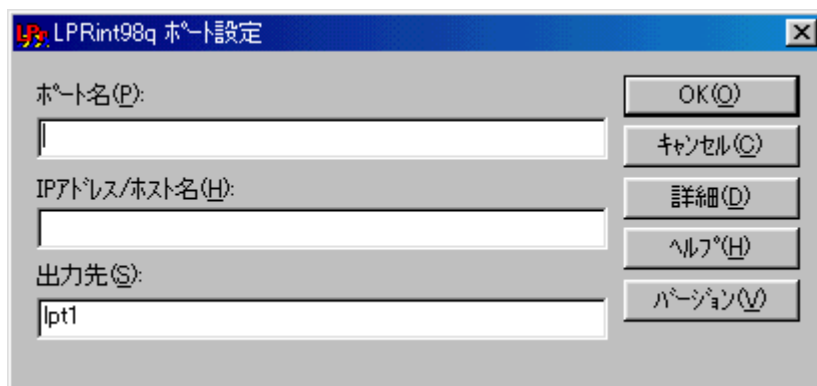 LPRint98q ﾎﾟｰﾄ設定
ﾎﾟｰﾄ名(P):
IPｱﾄﾞﾚｽ/ﾎｽﾄ名(H):
出力先(S):
lpt1
OK(O)
ｷｬﾝｾﾙ(C)
詳細(D)
ﾍﾙﾌﾟ(H)
ﾊﾞｰｼﾞｮﾝ(V)